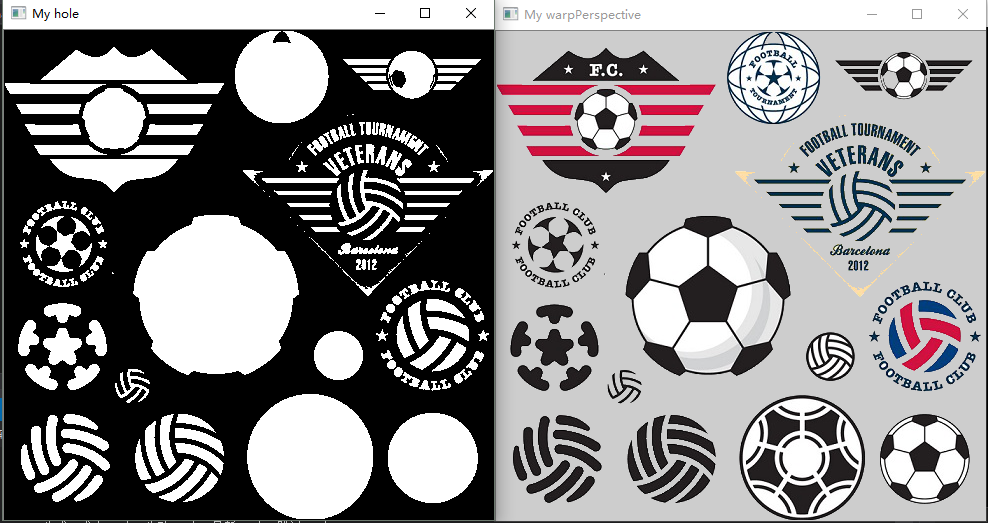 My hole
My warpPerspective
FOOTBALL TOURNAMENT
VETERANS
Barcelona
2012
FOOTBALL CLUB
FOOTBALL CLUB
FOOTBALL CLUB
FOOTBALL CLUB
F.C.
FOOTBALL
TOURNAMENT
FOOTBALL TOURNAMENT
VETERANS
Barcelona
2012
FOOTBALL CLUB
FOOTBALL CLUB
FOOTBALL CLUB
FOOTBALL CLUB